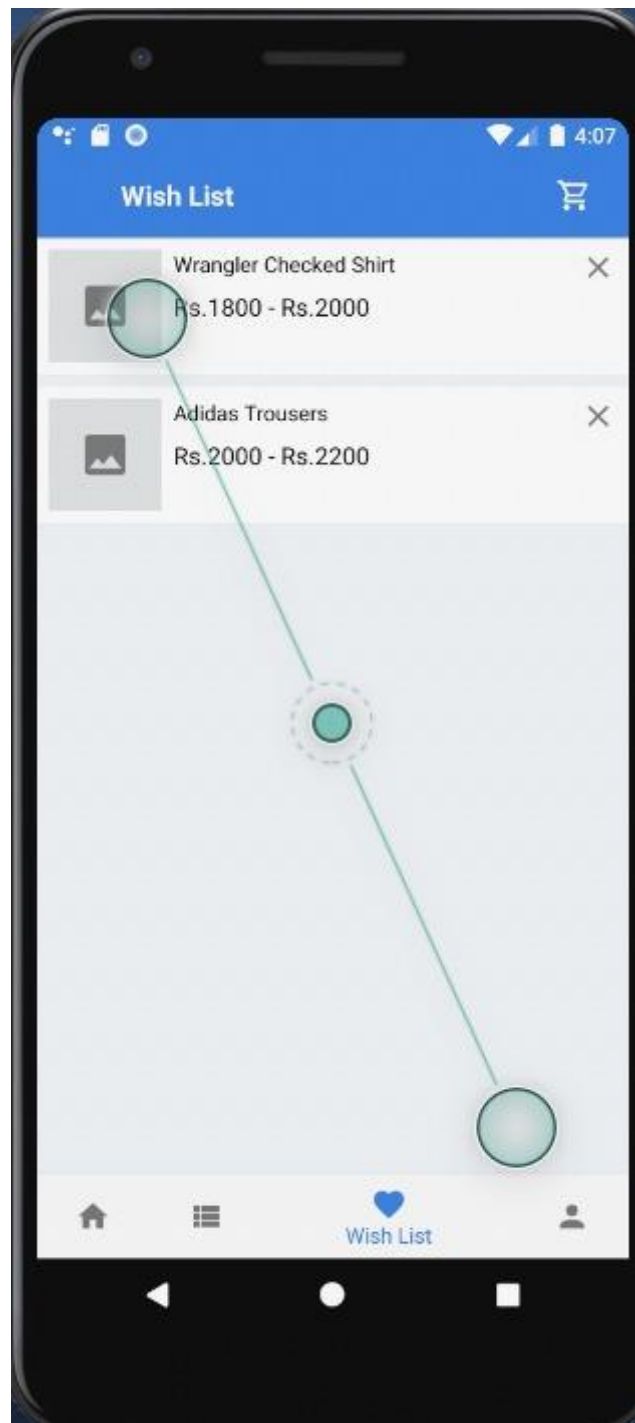 4:07
Wish List
Wrangler Checked Shirt
Rs.1800 - Rs.2000
Adidas Trousers
Rs.2000 - Rs.2200
Wish List